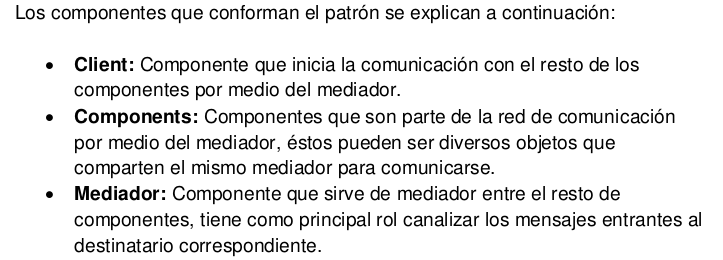 Los componentes que conforman el patrón se explican a continuación:
• Client: Componente que inicia la comunicación con el resto de los
componentes por medio del mediador.
• Components: Componentes que son parte de la red de comunicación
por medio del mediador, éstos pueden ser diversos objetos que
comparten el mismo mediador para comunicarse.
• Mediador: Componente que sirve de mediador entre el resto de
componentes, tiene como principal rol canalizar los mensajes entrantes al
destinatario correspondiente.